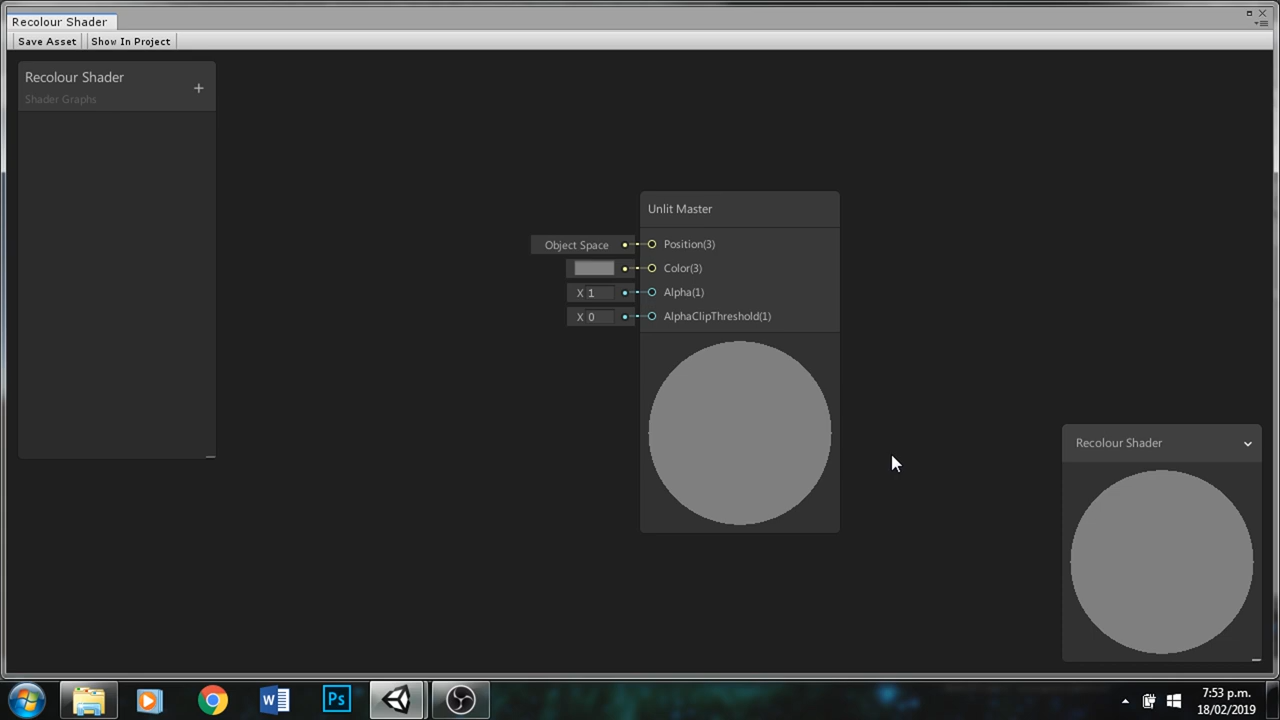 Recolour Shader
Save Asset
Show In Project
Recolour Shader
Shader Graphs
Unlit Master
Object Space
Position(3)
Color(3)
X 1
Alpha(1)
X 0
AlphaClipThreshold(1)
Recolour Shader
W
Ps
7:53 p.m.
18/02/2019